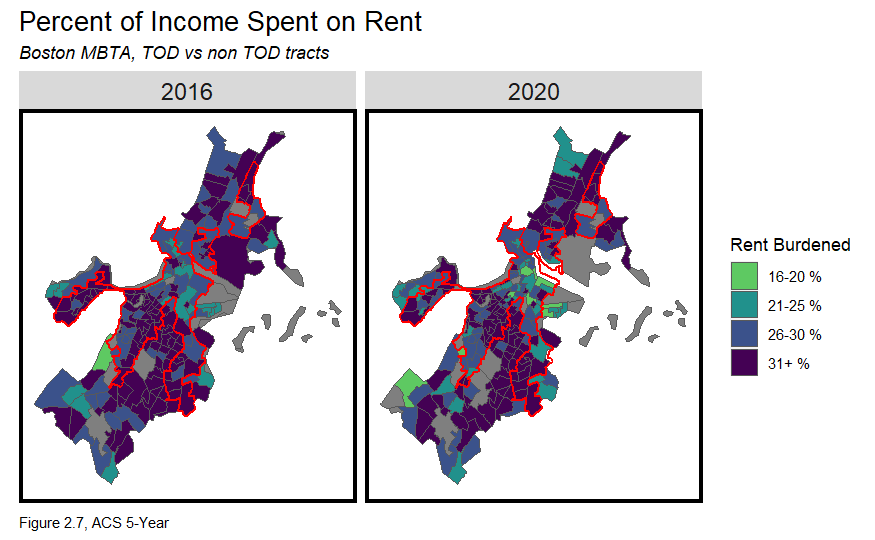 Percent of Income Spent on Rent
Boston MBTA, TOD vs non TOD tracts
2016
2020
Rent Burdened
16-20 %
21-25 %
26-30 %
31+ %
Figure 2.7, ACS 5-Year